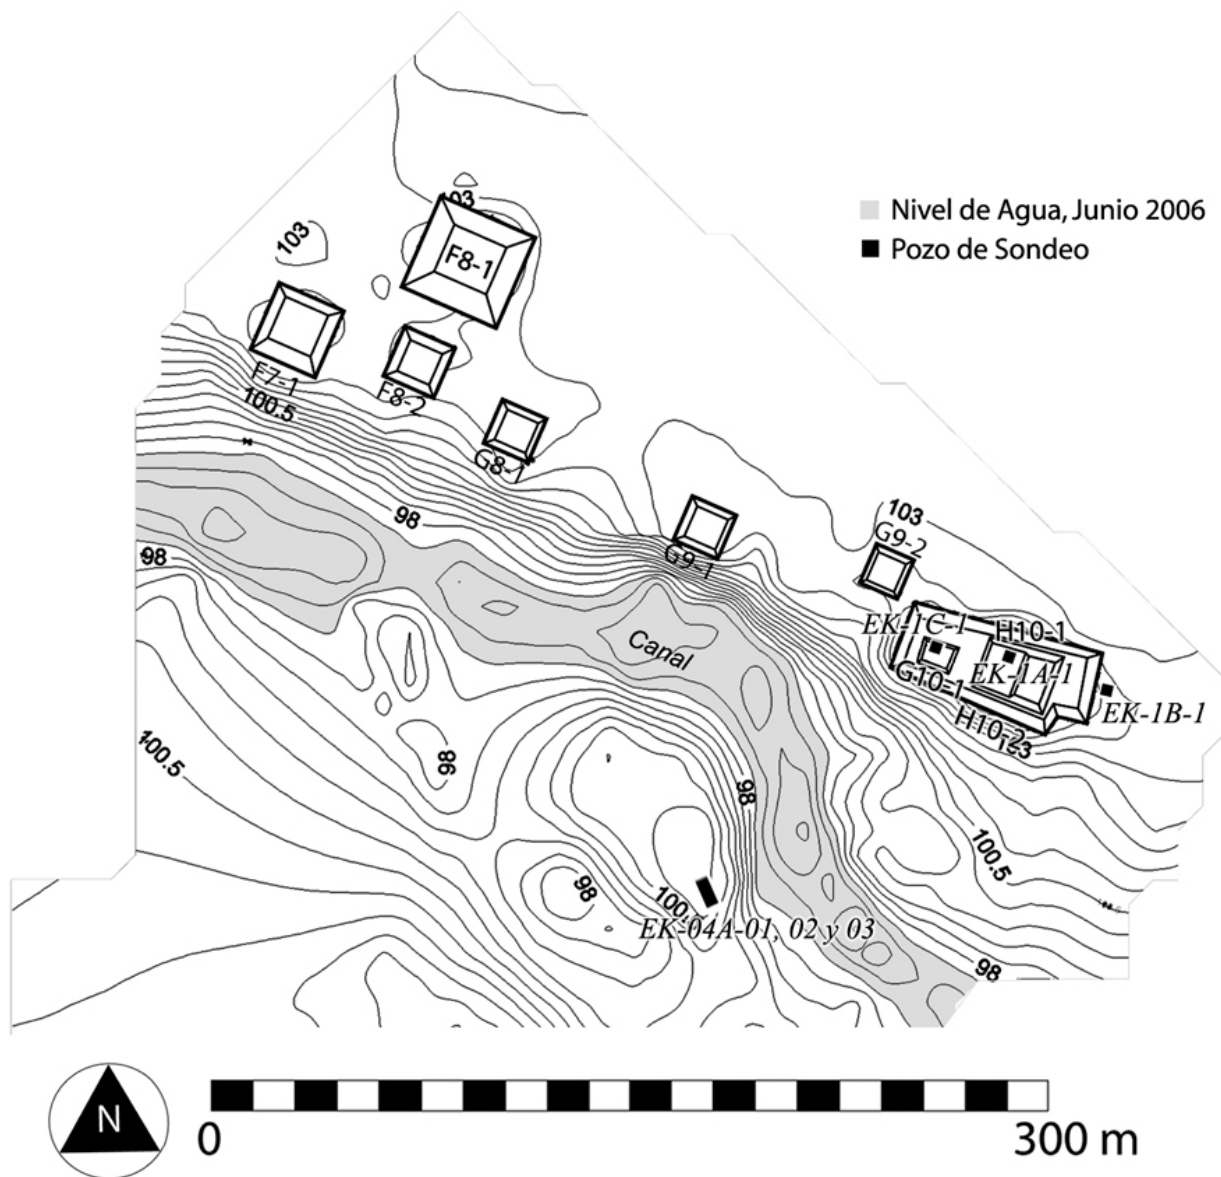 103
103
F8-1
Nivel de Agua, Junio 2006
Pozo de Sondeo
F7-1
F8-2
100.5
G8-1
98
98
103
G9-2
G9-1
Canal
EK-1C-1
H10-1
G10-1
EK-1A-1
EK-1B-1
H10-2
100.5
98
98
100.5
98
EK-04A-01, 02 y 03
98
N
0
300 m